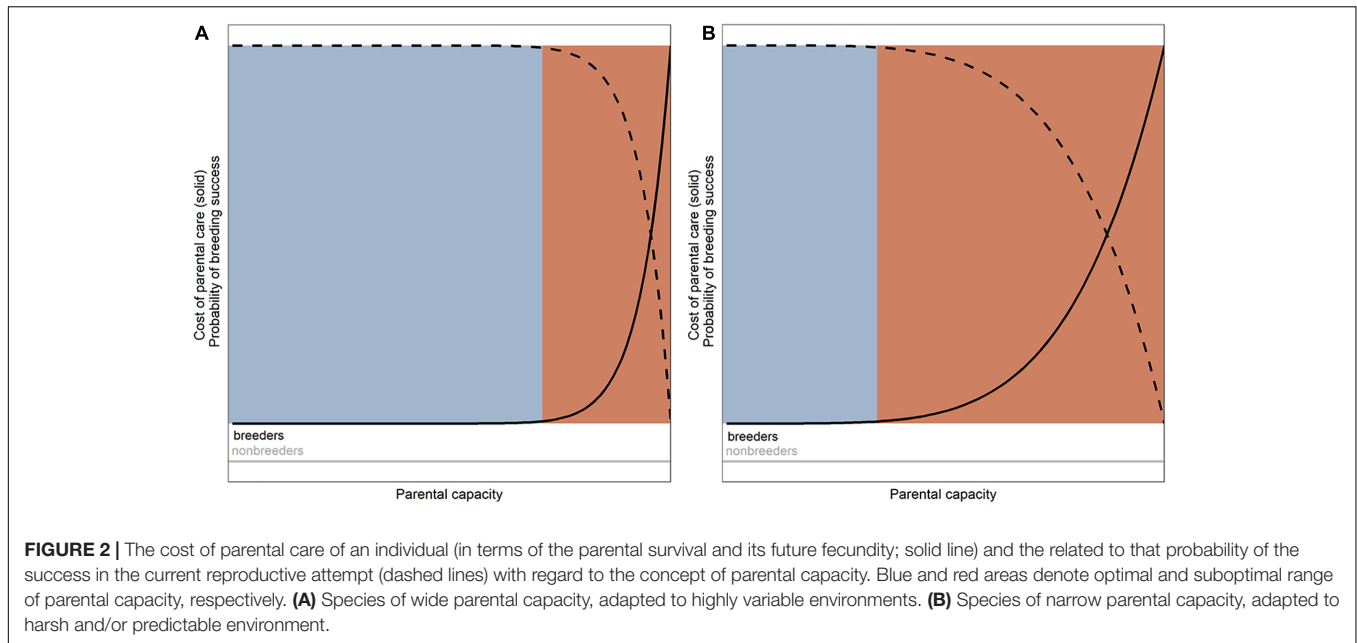 A
Cost of parental care (solid)
Probability of breeding success
breeders
nonbreeders
Parental capacity
B
Cost of parental care (solid)
Probability of breeding success
breeders
nonbreeders
Parental capacity
FIGURE 2 | The cost of parental care of an individual (in terms of the parental survival and its future fecundity; solid line) and the related to that probability of the
success in the current reproductive attempt (dashed lines) with regard to the concept of parental capacity. Blue and red areas denote optimal and suboptimal range
of parental capacity, respectively. (A) Species of wide parental capacity, adapted to highly variable environments. (B) Species of narrow parental capacity, adapted to
harsh and/or predictable environment.